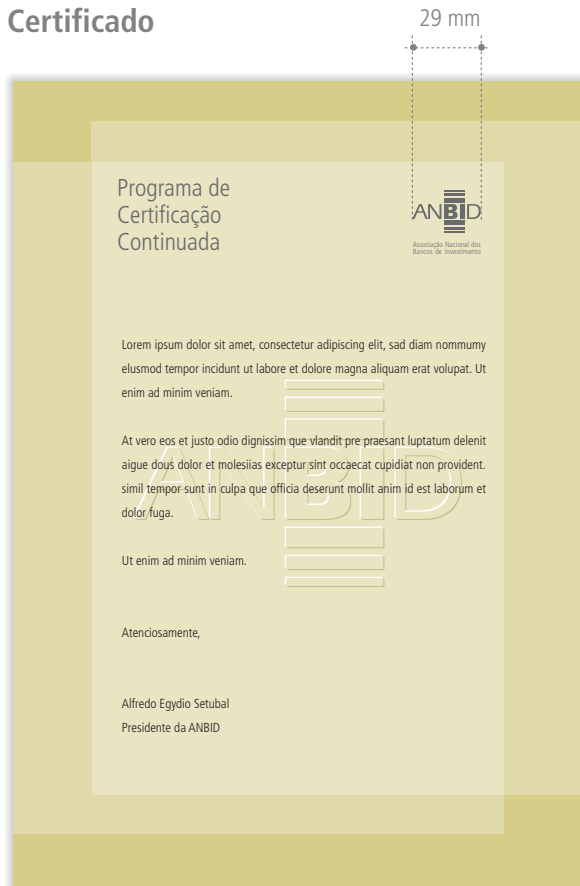 Certificado
29 mm
Programa de
Certificação
Continuada
ANBID
Associação Nacional dos
Bancos de Investimento
Lorem ipsum dolor sit amet, consectetur adipiscing elit, sad diam nommumy
elusmod tempor incidunt ut labore et dolore magna aliquam erat volupat. Ut
enim ad minim veniam.
At vero eos et justo odio dignissim que vlandit pre praesant luptatum delenit
aigue dous dolor et molesiias exceptur sint occaecat cupidiat non provident.
simil tempor sunt in culpa que officia deserunt mollit anim id est laborum et
dolor fuga.
ANBID
Ut enim ad minim veniam.
Atenciosamente,
Alfredo Egydio Setubal
Presidente da ANBID